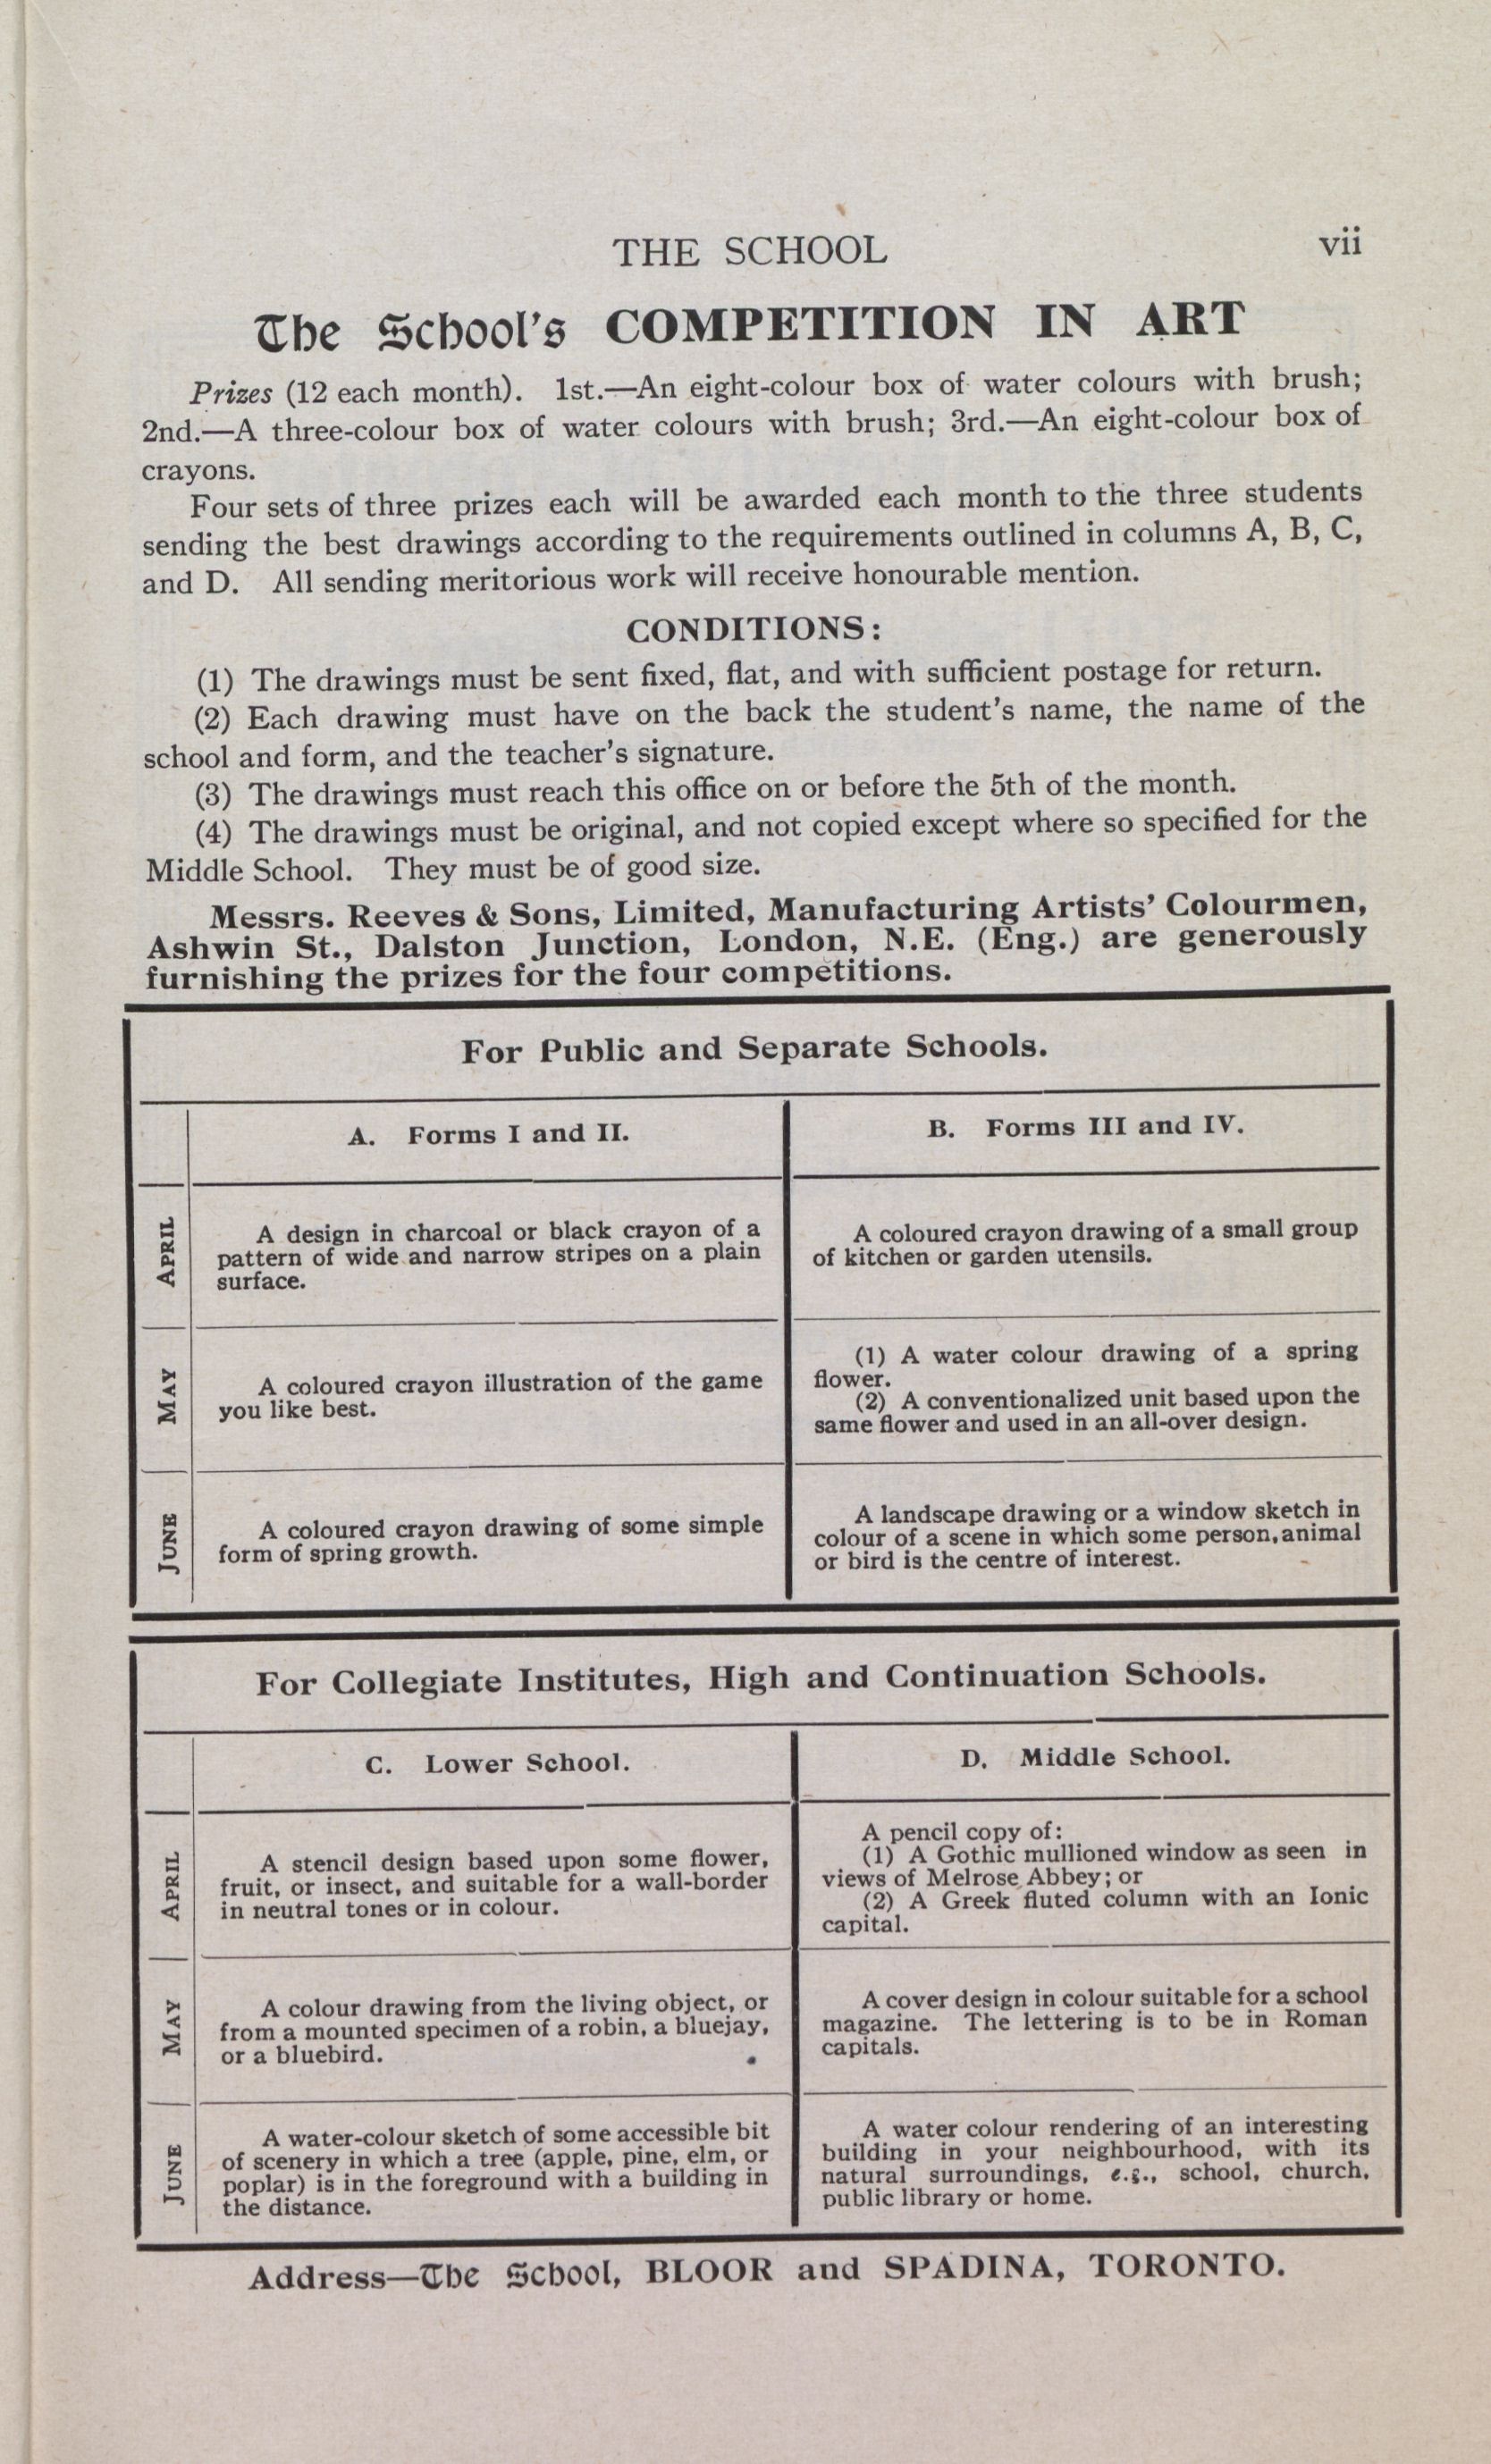 THE SCHOOL vii
The School's COMPETITION IN ART
Prizes (12 each month). 1st.—An eight-colour box of water colours with brush;
2nd.—A three-colour box of water colours with brush; 3rd.—An eight-colour box of
crayons.
Four sets of three prizes each will be awarded each month to the three students
sending the best drawings according to the requirements outlined in columns A, B, C,
and D. All sending meritorious work will receive honourable mention.
CONDITIONS:
(1) The drawings must be sent fixed, flat, and with sufficient postage for return.
(2) Each drawing must have on the back the student's name, the name of the
school and form, and the teacher's signature.
(3) The drawings must reach this office on or before the 5th of the month.
(4) The drawings must be original, and not copied except where so specified for the
Middle School. They must be of good size.
Messrs. Reeves & Sons, Limited, Manufacturing Artists' Colourmen,
Ashwin St., Dalston Junction, London, N.E. (Eng.) are generously
furnishing the prizes for the four competitions.
For Public and Separate Schools.
A. Forms I and II.
B. Forms III and IV.
APRIL
A design in charcoal or black crayon of a
pattern of wide and narrow stripes on a plain
surface.
A coloured crayon drawing of a small group
of kitchen or garden utensils.
MAY
A coloured crayon illustration of the game
you like best.
(1) A water colour drawing of a spring
flower.
(2) A conventionalized unit based upon the
same flower and used in an all-over design.
JUNE
A coloured crayon drawing of some simple
form of spring growth.
A landscape drawing or a window sketch in
colour of a scene in which some person, animal
or bird is the centre of interest.
For Collegiate Institutes, High and Continuation Schools.
C. Lower School.
D. Middle School.
APRIL
A stencil design based upon some flower,
fruit, or insect, and suitable for a wall-border
in neutral tones or in colour.
A pencil copy of:
(1) A Gothic mullioned window as seen in
views of Melrose Abbey; or
(2) A Greek fluted column with an Ionic
capital.
MAY
A colour drawing from the living object, or
from a mounted specimen of a robin, a bluejay,
or a bluebird.
A cover design in colour suitable for a school
magazine. The lettering is to be in Roman
capitals.
JUNE
A water-colour sketch of some accessible bit
of scenery in which a tree (apple, pine, elm, or
poplar) is in the foreground with a building in
the distance.
A water colour rendering of an interesting
building in your neighbourhood, with its
natural surroundings, e.g., school, church,
public library or home.
Address—The School, BLOOR and SPADINA, TORONTO.